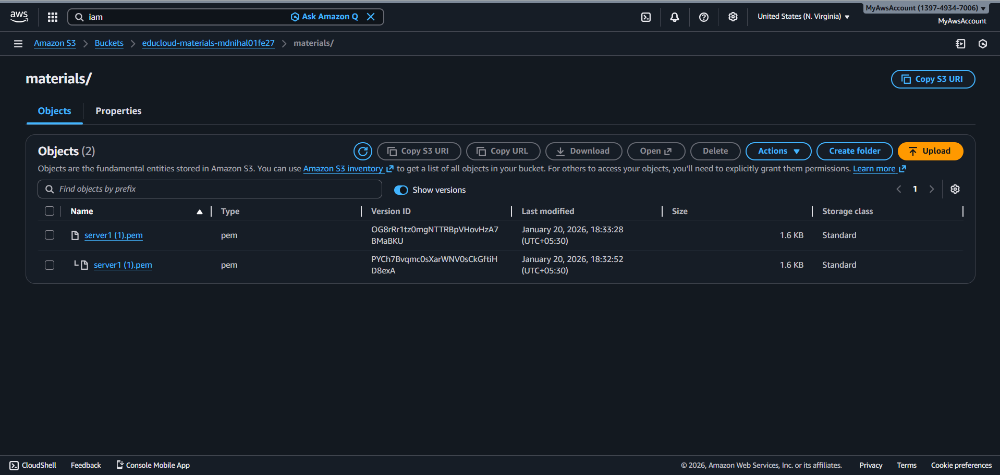 aws
iam
Ask Amazon Q
United States (N. Virginia)
MyAwsAccount (1397-4934-7006)
MyAwsAccount
Amazon S3
Buckets
educloud-materials-mdnihal01fe27
materials/
materials/
Copy S3 URI
Objects
Properties
Objects (2)
Copy S3 URI
Copy URL
Download
Open
Delete
Actions
Create folder
Upload
Objects are the fundamental entities stored in Amazon S3. You can use Amazon S3 inventory to get a list of all objects in your bucket. For others to access your objects, you'll need to explicitly grant them permissions. Learn more
Find objects by prefix
Show versions
1
Name
Type
Version ID
Last modified
Size
Storage class
server1 (1).pem
pem
OG8rRr1tz0mgNTTRBpVHovHzA7
BMaBKU
January 20, 2026, 18:33:28
(UTC+05:30)
1.6 KB
Standard
server1 (1).pem
pem
PYCh7Bvqmc0sXarWNV0sCkGftiH
D8exA
January 20, 2026, 18:32:52
(UTC+05:30)
1.6 KB
Standard
CloudShell
Feedback
Console Mobile App
© 2026, Amazon Web Services, Inc. or its affiliates.
Privacy
Terms
Cookie preferences